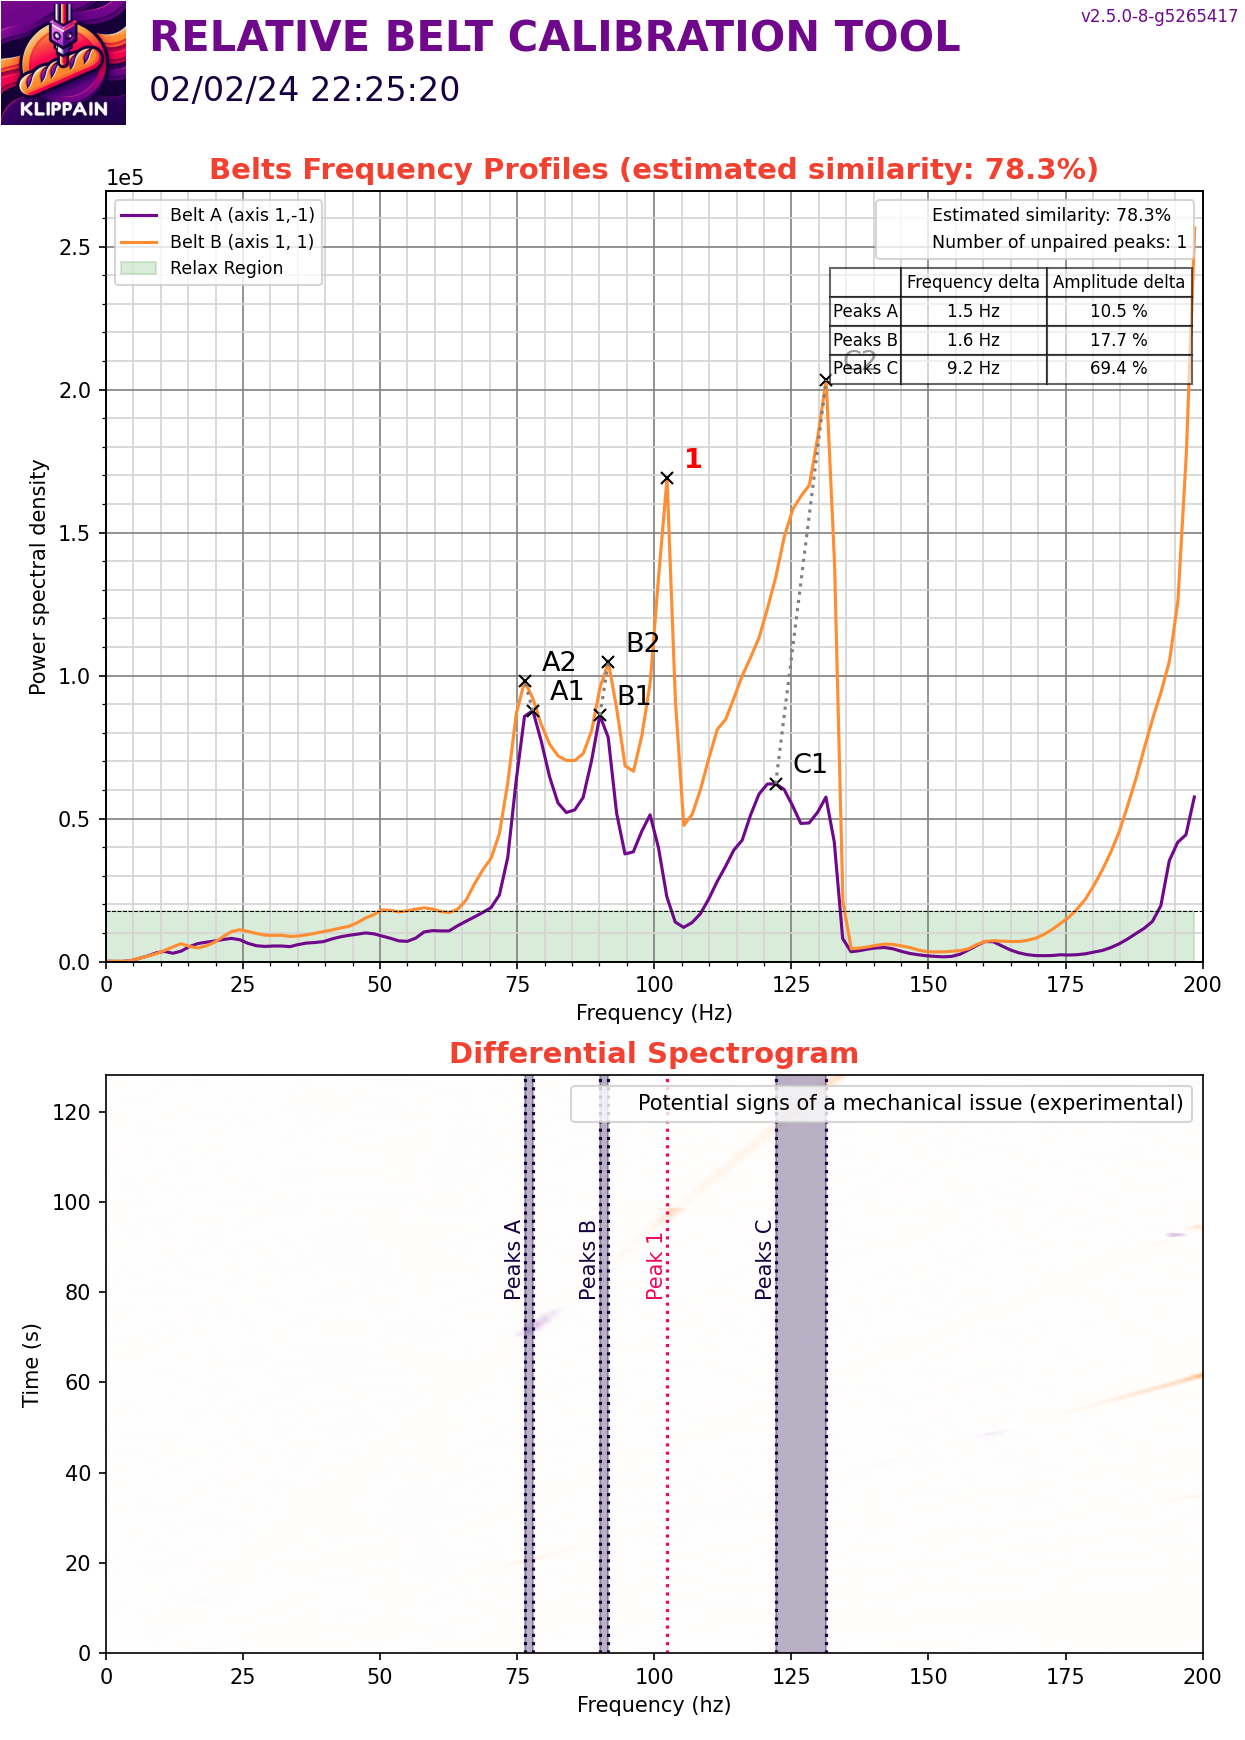 KLIPPAIN
RELATIVE BELT CALIBRATION TOOL
v2.5.0-8-g5265417
02/02/24 22:25:20
Belts Frequency Profiles (estimated similarity: 78.3%)
1e5
Belt A (axis 1,-1)
Belt B (axis 1, 1)
Relax Region
Estimated similarity: 78.3%
Number of unpaired peaks: 1
Frequency delta Amplitude delta
Peaks A 1.5 Hz 10.5 %
Peaks B 1.6 Hz 17.7 %
Peaks C 9.2 Hz 69.4 %
C2
1
B2
A2
A1
B1
C1
2.5
2.0
1.5
1.0
0.5
0.0
Power spectral density
0 25 50 75 100 125 150 175 200
Frequency (Hz)
Differential Spectrogram
Potential signs of a mechanical issue (experimental)
Peaks A
Peaks B
Peak 1
Peaks C
120
100
80
60
40
20
0
Time (s)
0 25 50 75 100 125 150 175 200
Frequency (hz)